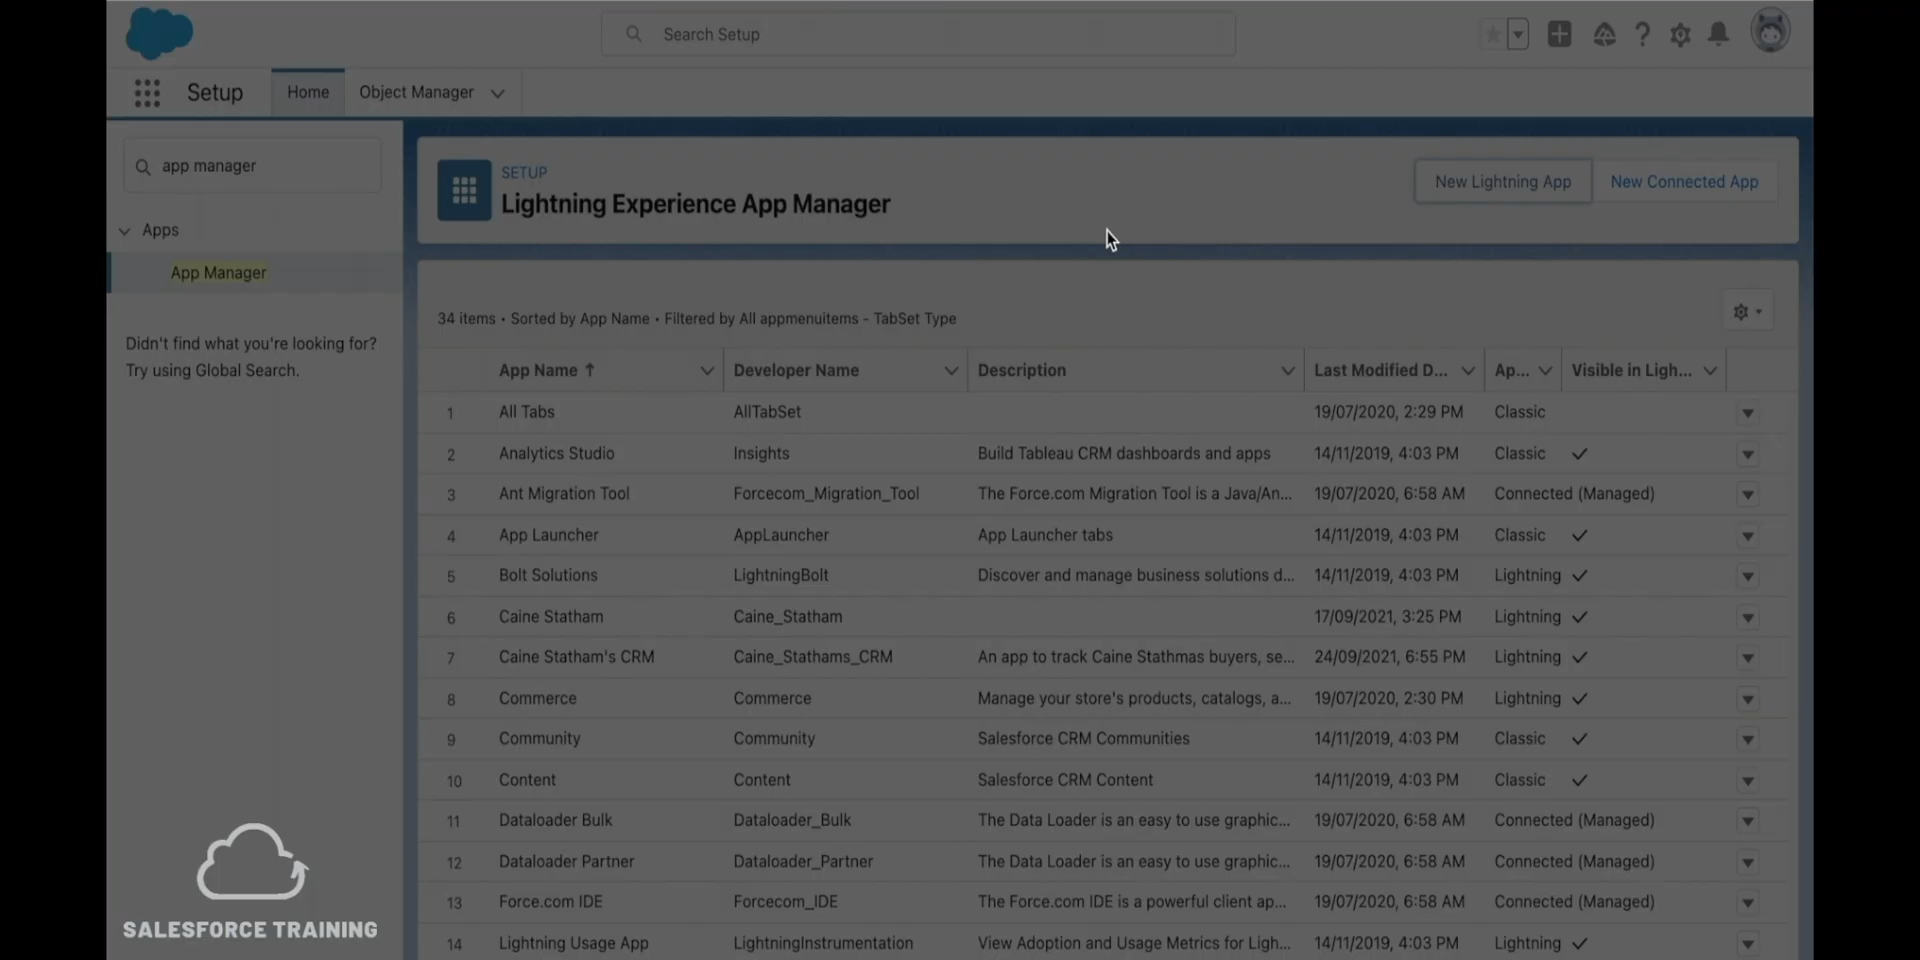 Search Setup
Setup
Home
Object Manager
app manager
Apps
App Manager
Didn't find what you're looking for?
Try using Global Search.
SETUP
Lightning Experience App Manager
New Lightning App
New Connected App
34 items • Sorted by App Name • Filtered by All appmenuitems - TabSet Type
App Name ↑ Developer Name Description Last Modified D... Ap... Visible in Ligh...
1 All Tabs AllTabSet 19/07/2020, 2:29 PM Classic
2 Analytics Studio Insights Build Tableau CRM dashboards and apps 14/11/2019, 4:03 PM Classic ✓
3 Ant Migration Tool Forcecom_Migration_Tool The Force.com Migration Tool is a Java/An... 19/07/2020, 6:58 AM Connected (Managed)
4 App Launcher AppLauncher App Launcher tabs 14/11/2019, 4:03 PM Classic ✓
5 Bolt Solutions LightningBolt Discover and manage business solutions d... 14/11/2019, 4:03 PM Lightning ✓
6 Caine Statham Caine_Statham 17/09/2021, 3:25 PM Lightning ✓
7 Caine Statham's CRM Caine_Stathams_CRM An app to track Caine Stathmas buyers, se... 24/09/2021, 6:55 PM Lightning ✓
8 Commerce Commerce Manage your store's products, catalogs, a... 19/07/2020, 2:30 PM Lightning ✓
9 Community Community Salesforce CRM Communities 14/11/2019, 4:03 PM Classic ✓
10 Content Content Salesforce CRM Content 14/11/2019, 4:03 PM Classic ✓
11 Dataloader Bulk Dataloader_Bulk The Data Loader is an easy to use graphic... 19/07/2020, 6:58 AM Connected (Managed)
12 Dataloader Partner Dataloader_Partner The Data Loader is an easy to use graphic... 19/07/2020, 6:58 AM Connected (Managed)
13 Force.com IDE Forcecom_IDE The Force.com IDE is a powerful client ap... 19/07/2020, 6:58 AM Connected (Managed)
14 Lightning Usage App LightningInstrumentation View Adoption and Usage Metrics for Ligh... 14/11/2019, 4:03 PM Lightning ✓
SALESFORCE TRAINING